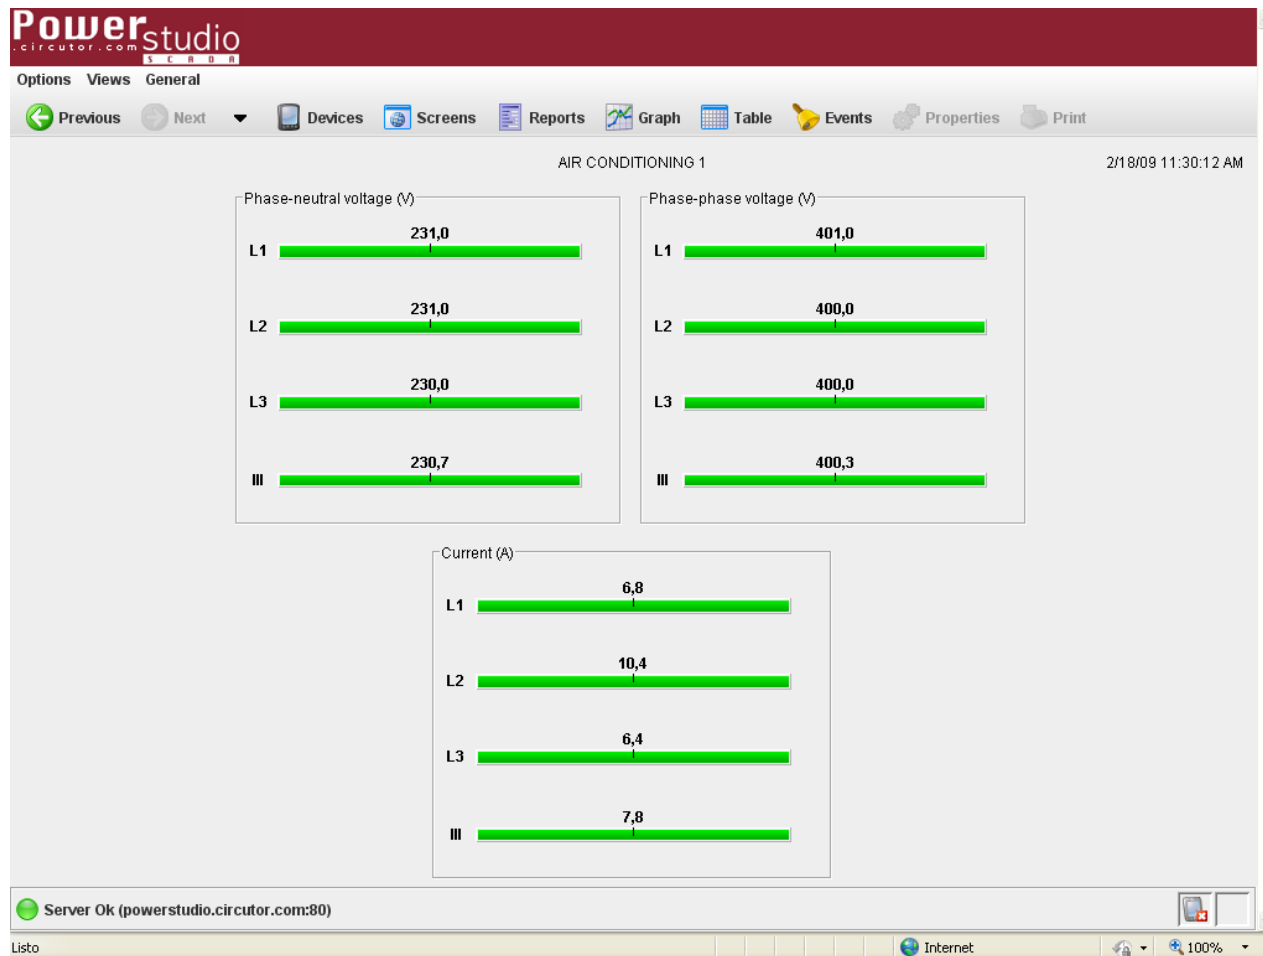 Power studio
.circutor.com
SCADA
Options Views General
Previous Next Devices Screens Reports Graph Table Events Properties Print
AIR CONDITIONING 1
2/18/09 11:30:12 AM
Phase-neutral voltage (V)
L1 231,0
L2 231,0
L3 230,0
III 230,7
Phase-phase voltage (V)
L1 401,0
L2 400,0
L3 400,0
III 400,3
Current (A)
L1 6,8
L2 10,4
L3 6,4
III 7,8
Server Ok (powerstudio.circutor.com:80)
Listo Internet 100%